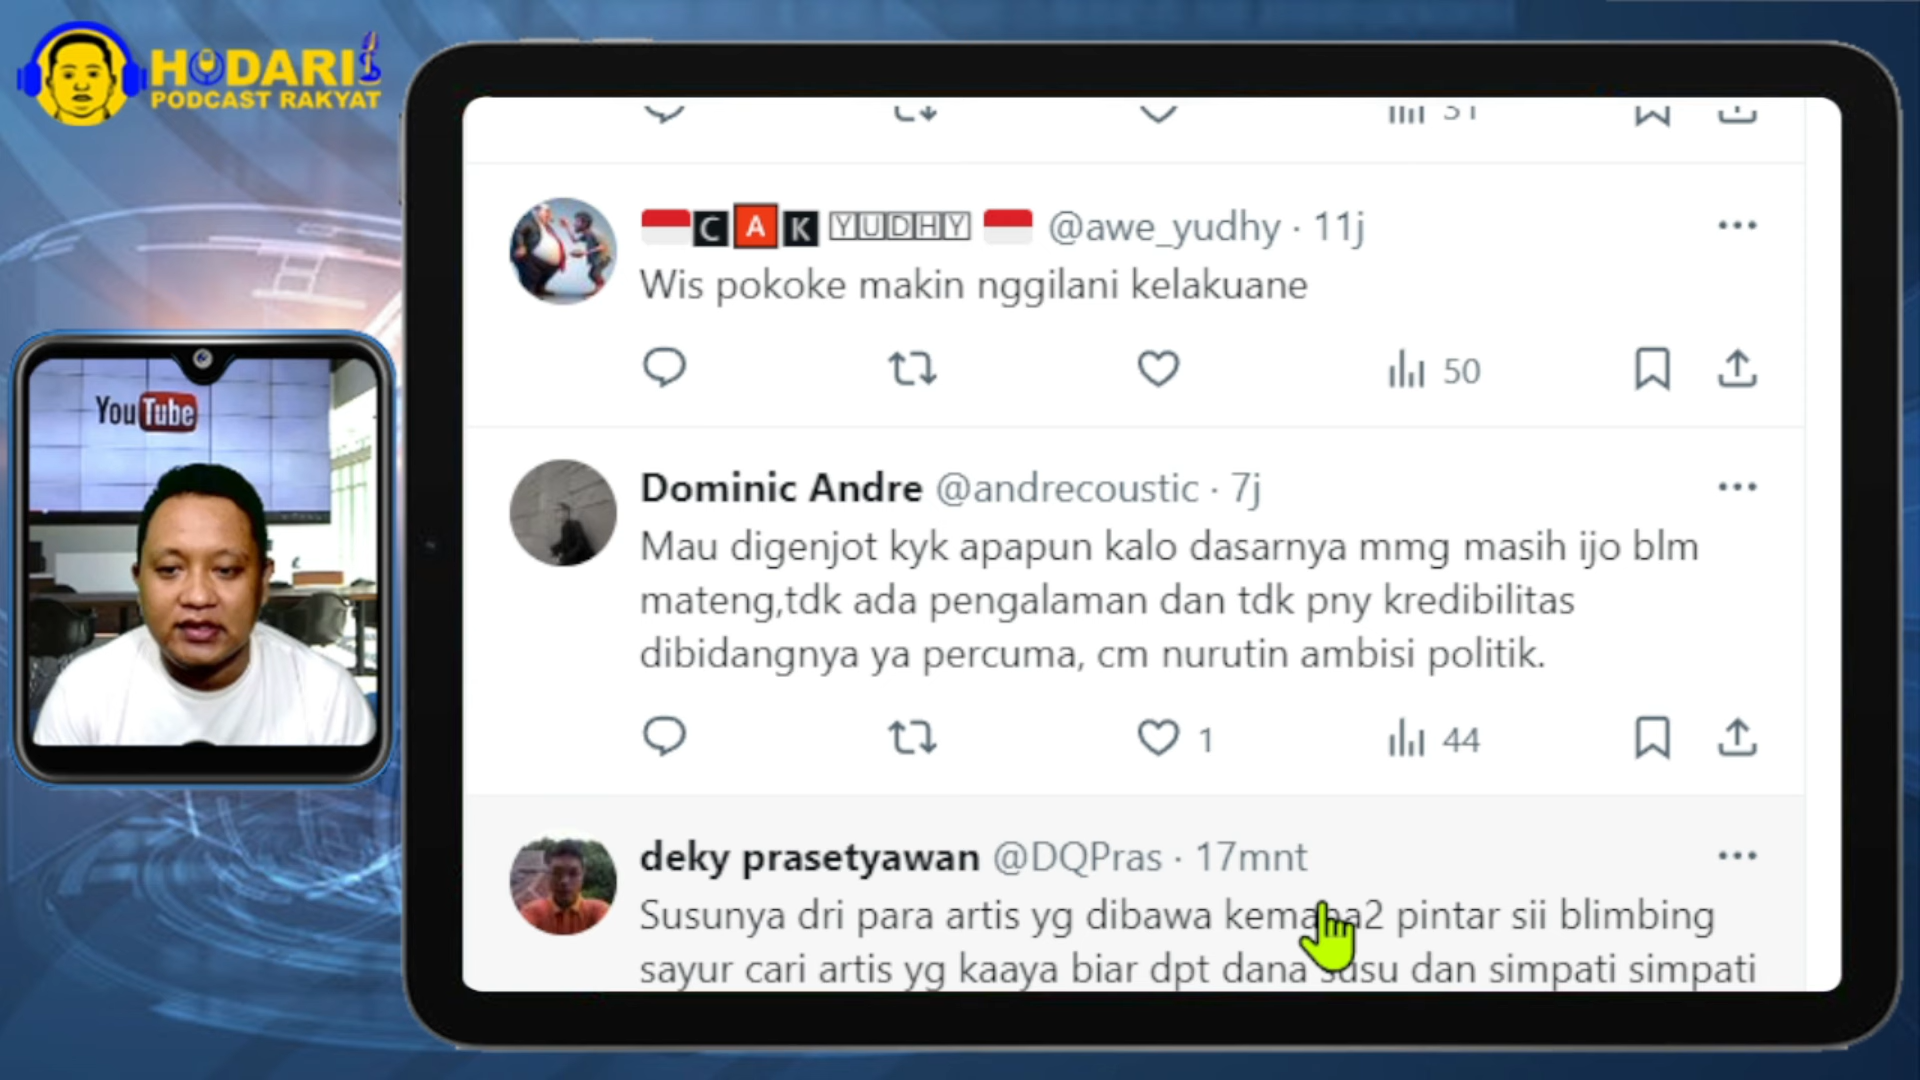 HODARI
PODCAST RAKYAT
31
CAK YUDHY @awe_yudhy · 11j
Wis pokoke makin nggilani kelakuane
50
YouTube
Dominic Andre @andrecoustic · 7j
Mau digenjot kyk apapun kalo dasarnya mmg masih ijo blm
mateng,tdk ada pengalaman dan tdk pny kredibilitas
dibidangnya ya percuma, cm nurutin ambisi politik.
1
44
deky prasetyawan @DQPras · 17mnt
Susunya dri para artis yg dibawa kemana2 pintar sii blimbing
sayur cari artis yg kaaya biar dpt dana susu dan simpati simpati